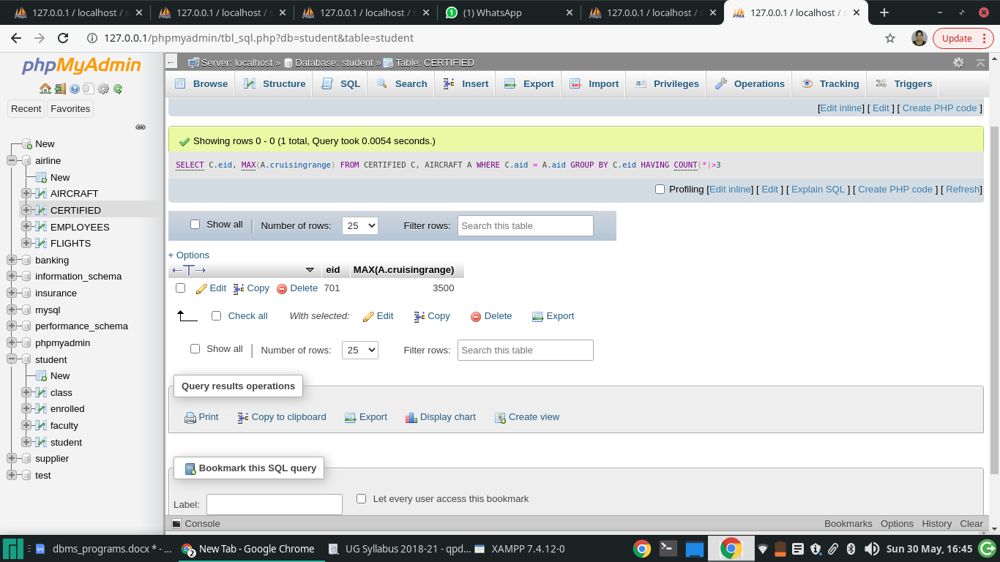 127.0.0.1 / localhost / s
127.0.0.1 / localhost / s
127.0.0.1 / localhost / s
(1) WhatsApp
127.0.0.1 / localhost / s
127.0.0.1 / localhost / s
127.0.0.1/phpmyadmin/tbl_sql.php?db=student&table=student
Update
phpMyAdmin
Recent Favorites
New
airline
New
AIRCRAFT
CERTIFIED
EMPLOYEES
FLIGHTS
banking
information_schema
insurance
mysql
performance_schema
phpmyadmin
student
New
class
enrolled
faculty
student
supplier
test
Server: localhost » Database: student » Table: CERTIFIED
Browse Structure SQL Search Insert Export Import Privileges Operations Tracking Triggers
[Edit inline] [ Edit ] [ Create PHP code ]
Showing rows 0 - 0 (1 total, Query took 0.0054 seconds.)
SELECT C.eid, MAX(A.cruisingrange) FROM CERTIFIED C, AIRCRAFT A WHERE C.aid = A.aid GROUP BY C.eid HAVING COUNT(*)>3
Profiling [Edit inline] [ Edit ] [ Explain SQL ] [ Create PHP code ] [ Refresh]
Show all Number of rows: 25 Filter rows: Search this table
+ Options
eid MAX(A.cruisingrange)
Edit Copy Delete 701 3500
Check all With selected: Edit Copy Delete Export
Show all Number of rows: 25 Filter rows: Search this table
Query results operations
Print Copy to clipboard Export Display chart Create view
Bookmark this SQL query
Label: Let every user access this bookmark
Console Bookmarks Options History Clear
dbms_programs.docx * - ... 2 New Tab - Google Chrome UG Syllabus 2018-21 - qpd... XAMPP 7.4.12-0 Sun 30 May, 16:45